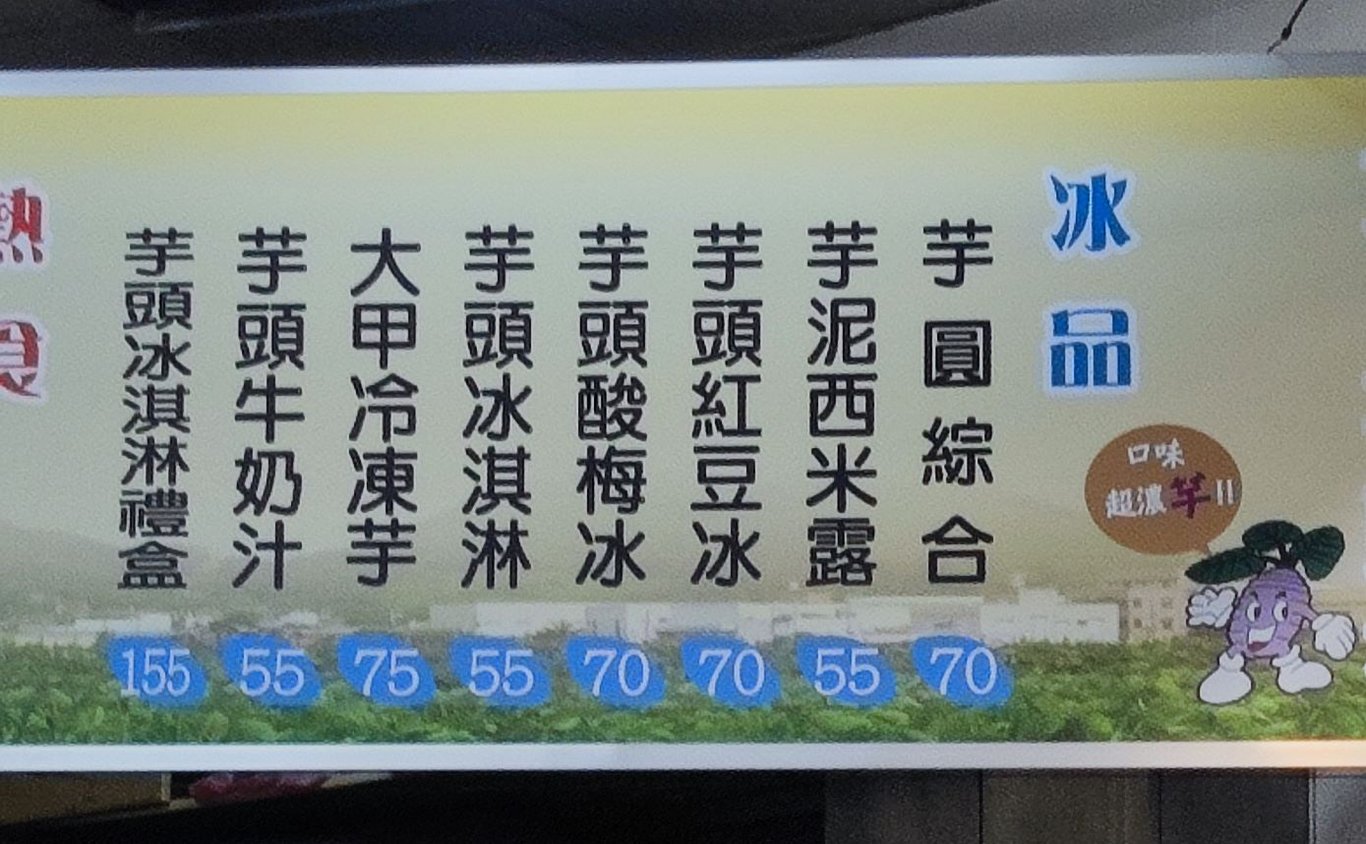 冰品
芋圓綜合 70
芋泥西米露 55
芋頭紅豆冰 70
芋頭酸梅冰 70
芋頭冰淇淋 55
大甲冷凍芋 75
芋頭牛奶汁 55
芋頭冰淇淋禮盒 155
熱食
口味
超濃芋!!